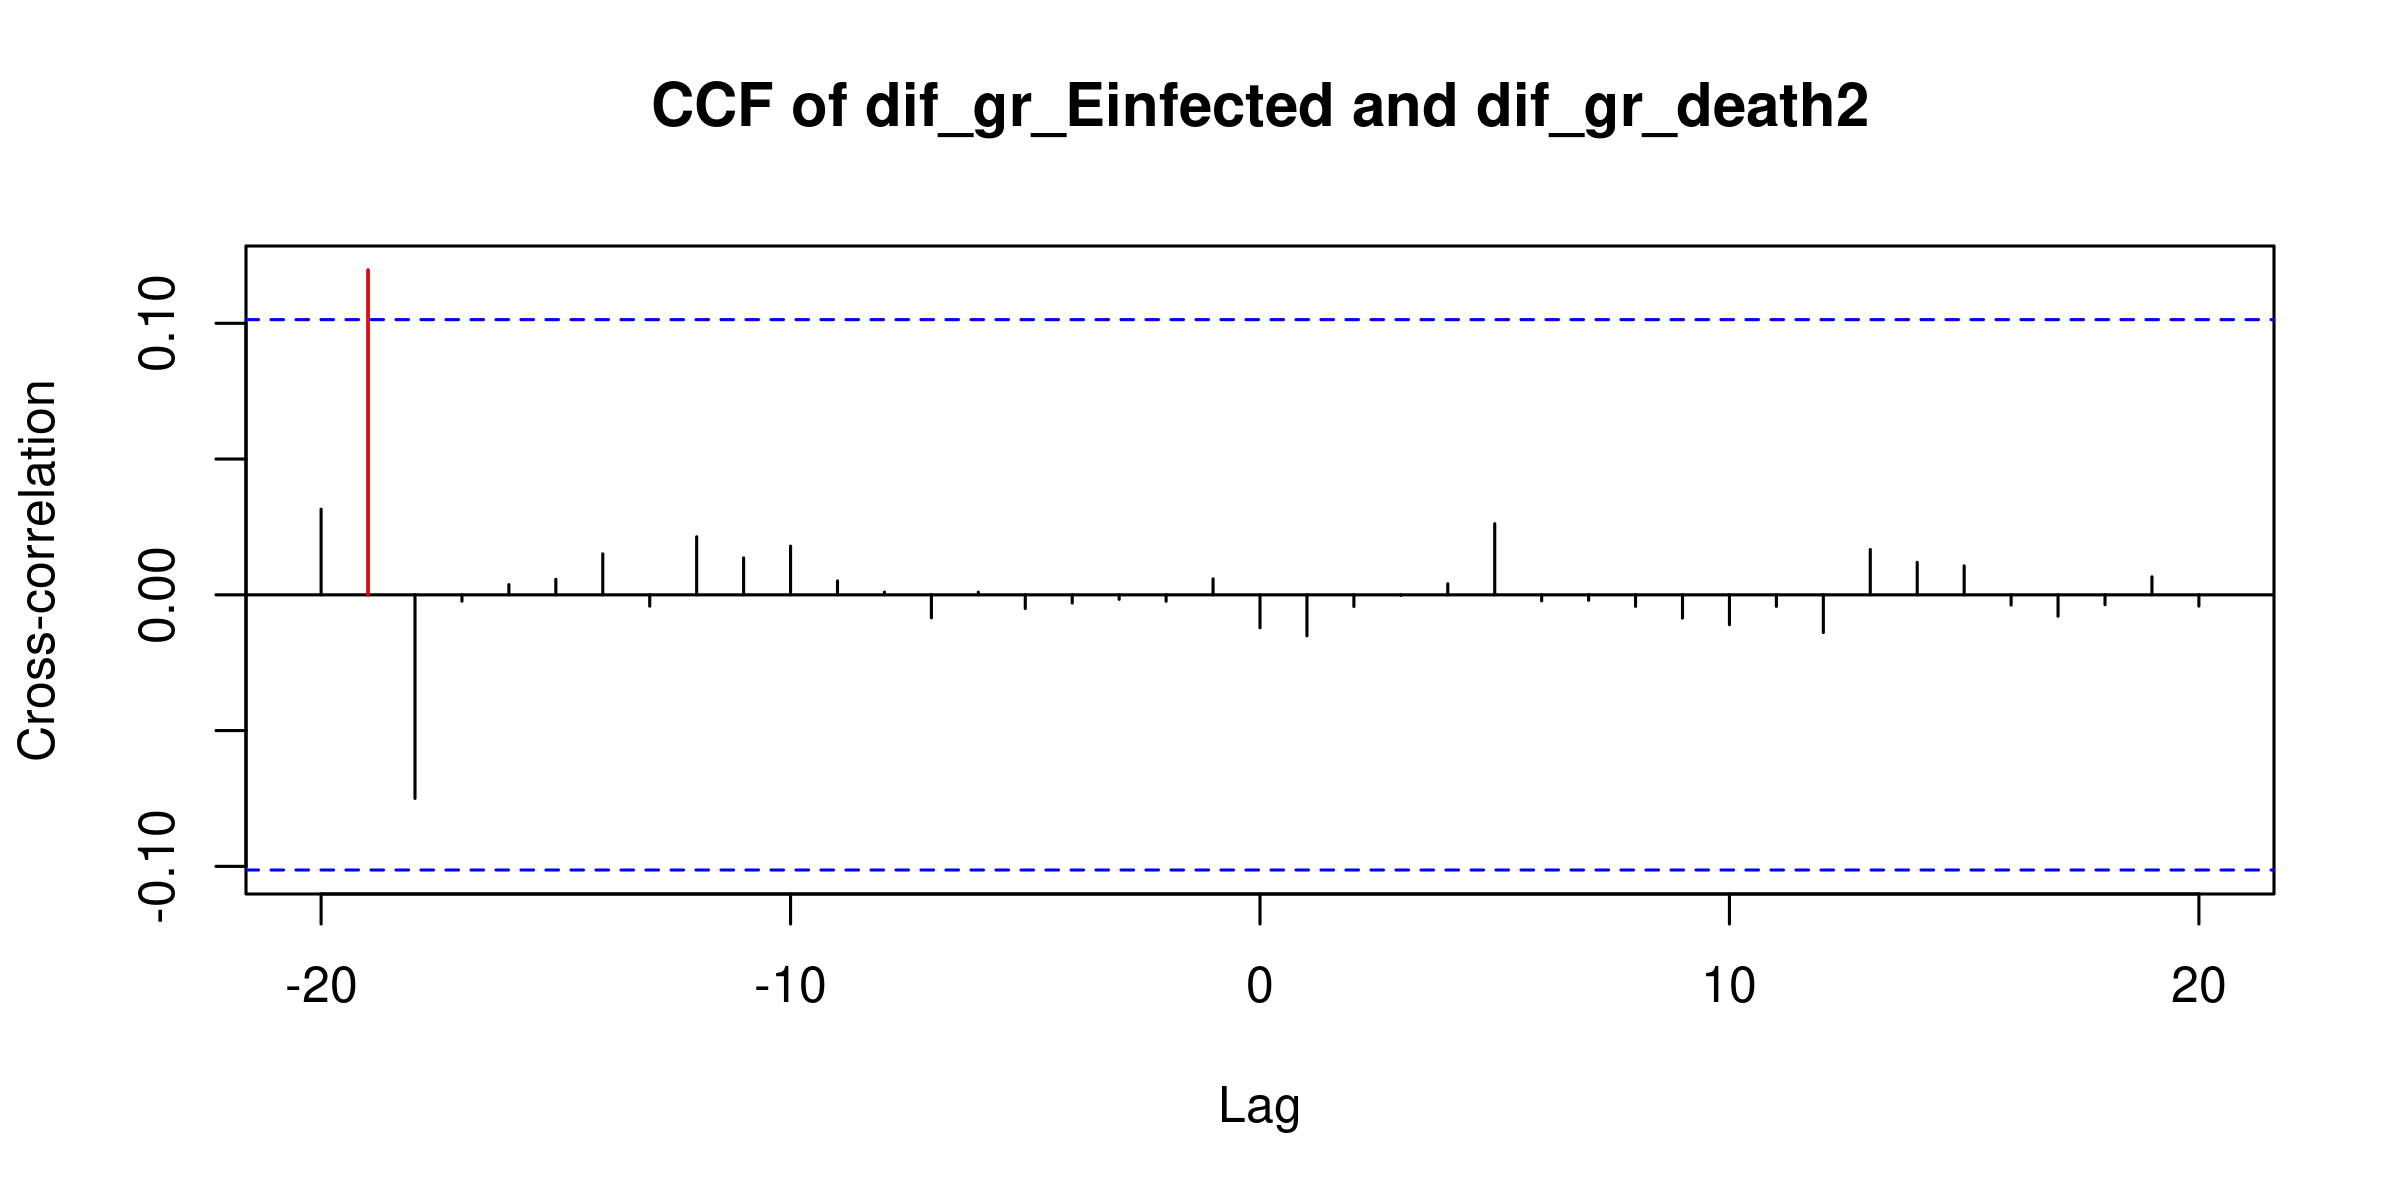 CCF of dif_gr_Einfected and dif_gr_death2
Cross-correlation
0.10
0.00
-0.10
-20 -10 0 10 20
Lag